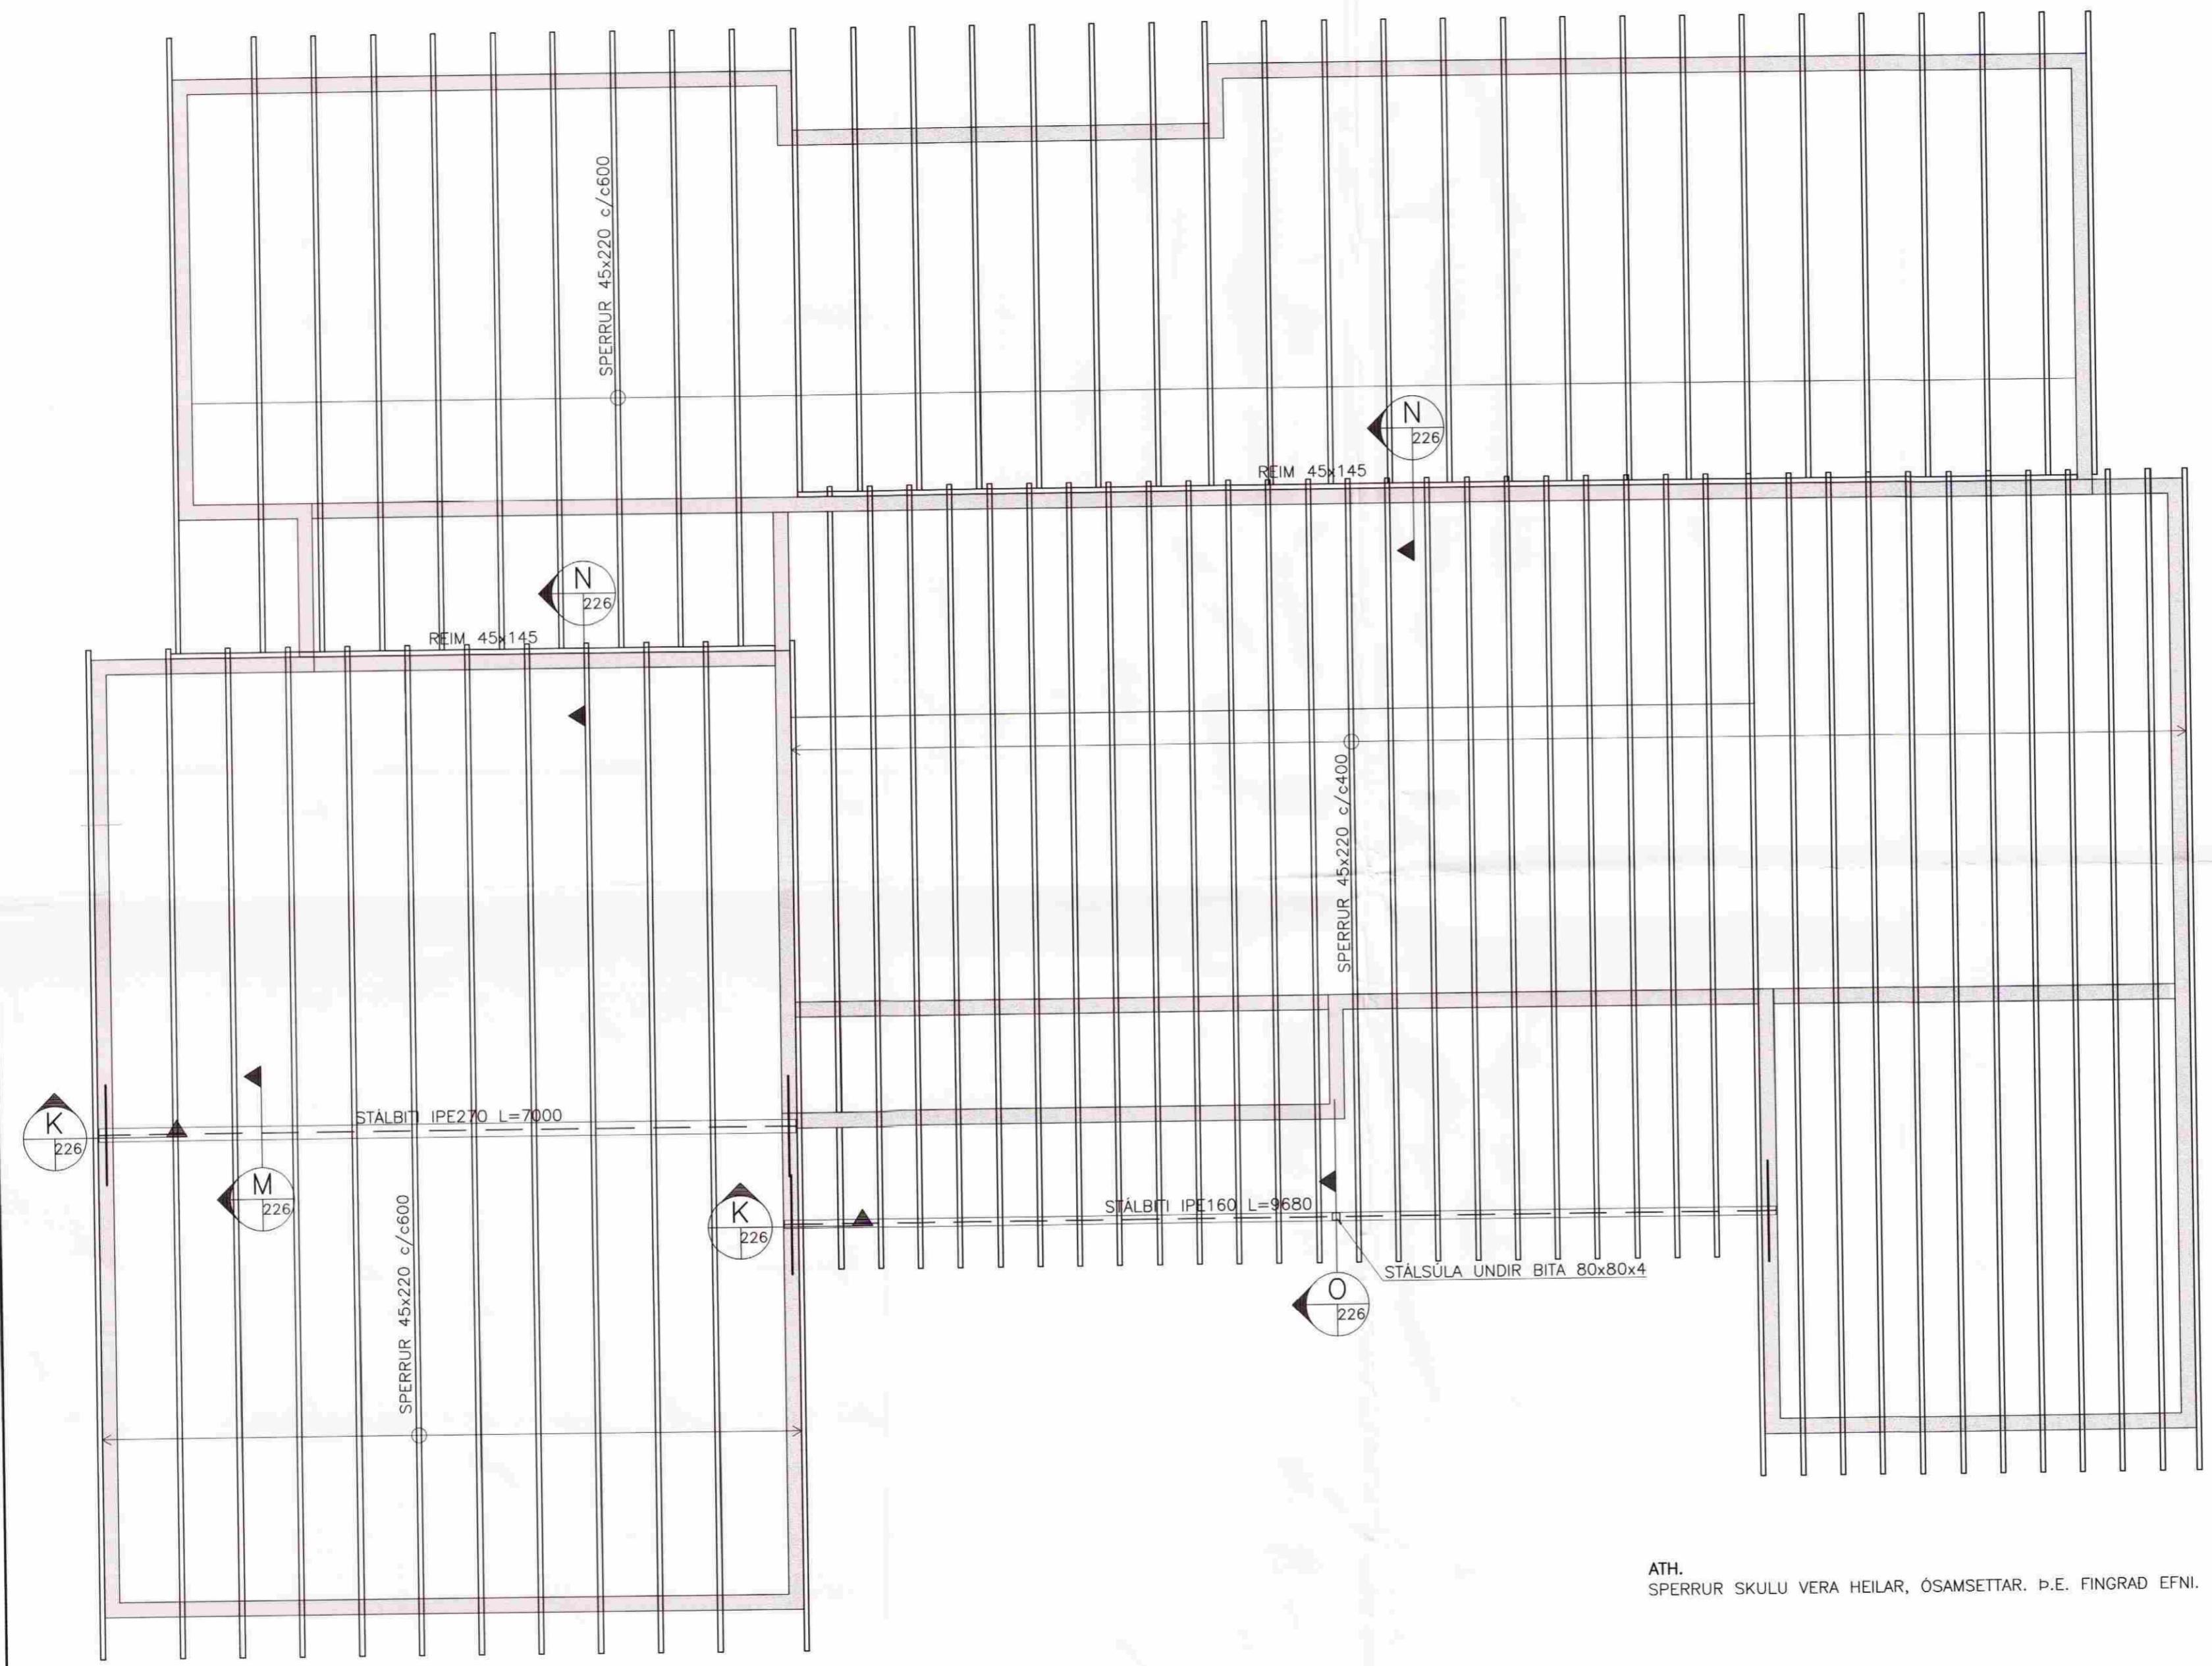 SPERRUR 45x220 c/c600
N
226
REIM 45x145
N
226
REIM 45x145
SPERRUR 45x220 c/c400
K
226
STÁLBITI IPE270 L=7000
M
226
K
226
STÁLBITI IPE160 L=9680
SPERRUR 45x220 c/c600
STÁLSÚLA UNDIR BITA 80x80x4
O
226
ATH.
SPERRUR SKULU VERA HEILAR, ÓSAMSETTAR. Þ.E. FINGRAÐ EFNI.